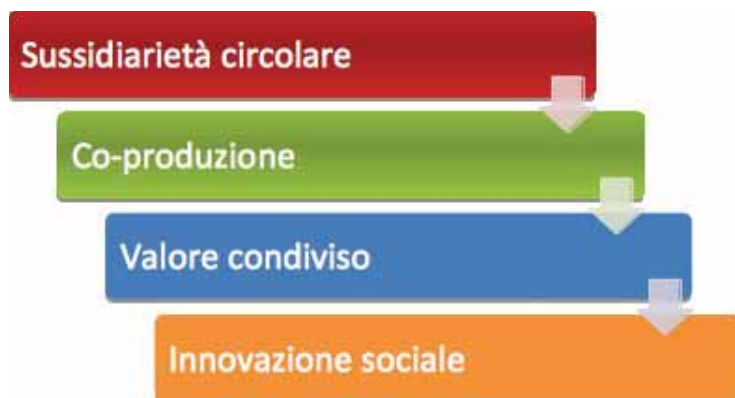 Sussidiarietà circolare
Co-produzione
Valore condiviso
Innovazione sociale